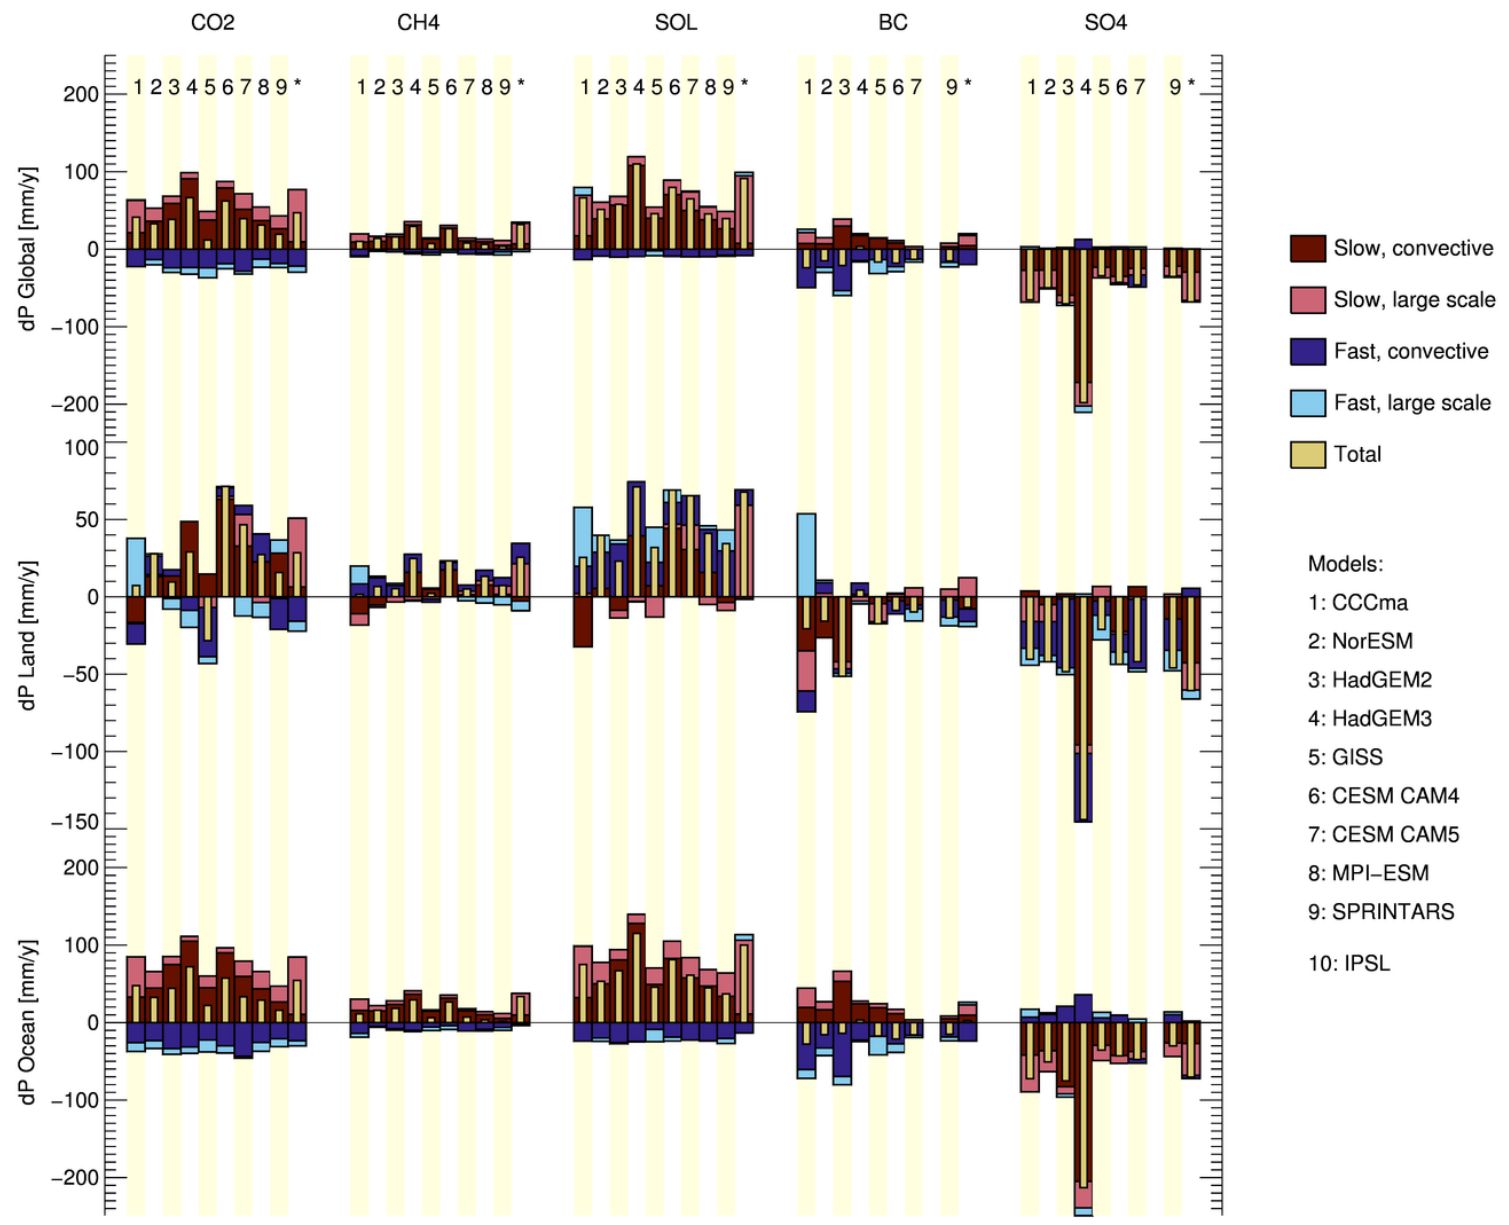 CO2 CH4 SOL BC SO4
1 2 3 4 5 6 7 8 9 * 1 2 3 4 5 6 7 8 9 * 1 2 3 4 5 6 7 8 9 * 1 2 3 4 5 6 7 9 * 1 2 3 4 5 6 7 9 *
dP Global [mm/y]
200
100
0
−100
−200
dP Land [mm/y]
100
50
0
−50
−100
−150
dP Ocean [mm/y]
200
100
0
−100
−200
Slow, convective
Slow, large scale
Fast, convective
Fast, large scale
Total
Models:
1: CCCma
2: NorESM
3: HadGEM2
4: HadGEM3
5: GISS
6: CESM CAM4
7: CESM CAM5
8: MPI−ESM
9: SPRINTARS
10: IPSL